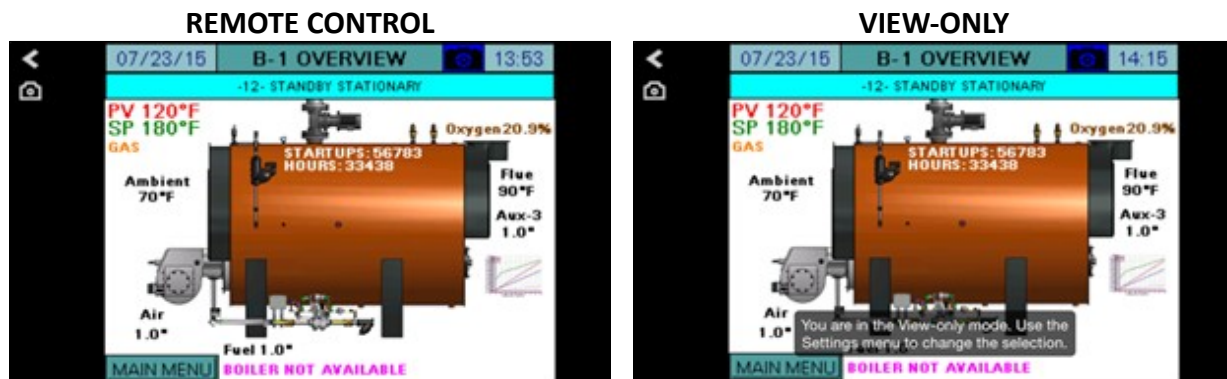 REMOTE CONTROL
07/23/15 B-1 OVERVIEW 13:53
-12- STANDBY STATIONARY
PV 120°F
SP 180°F
GAS
Oxygen 20.9%
STARTUPS: 56783
HOURS: 33438
Ambient
70°F
Flue
90°F
Aux-3
1.0°
Air
1.0°
Fuel 1.0°
MAIN MENU BOILER NOT AVAILABLE
VIEW-ONLY
07/23/15 B-1 OVERVIEW 14:15
-12- STANDBY STATIONARY
PV 120°F
SP 180°F
GAS
Oxygen 20.9%
STARTUPS: 56783
HOURS: 33438
Ambient
70°F
Flue
90°F
Aux-3
1.0°
Air
1.0°
You are in the View-only mode. Use the
Settings menu to change the selection.
MAIN MENU BOILER NOT AVAILABLE